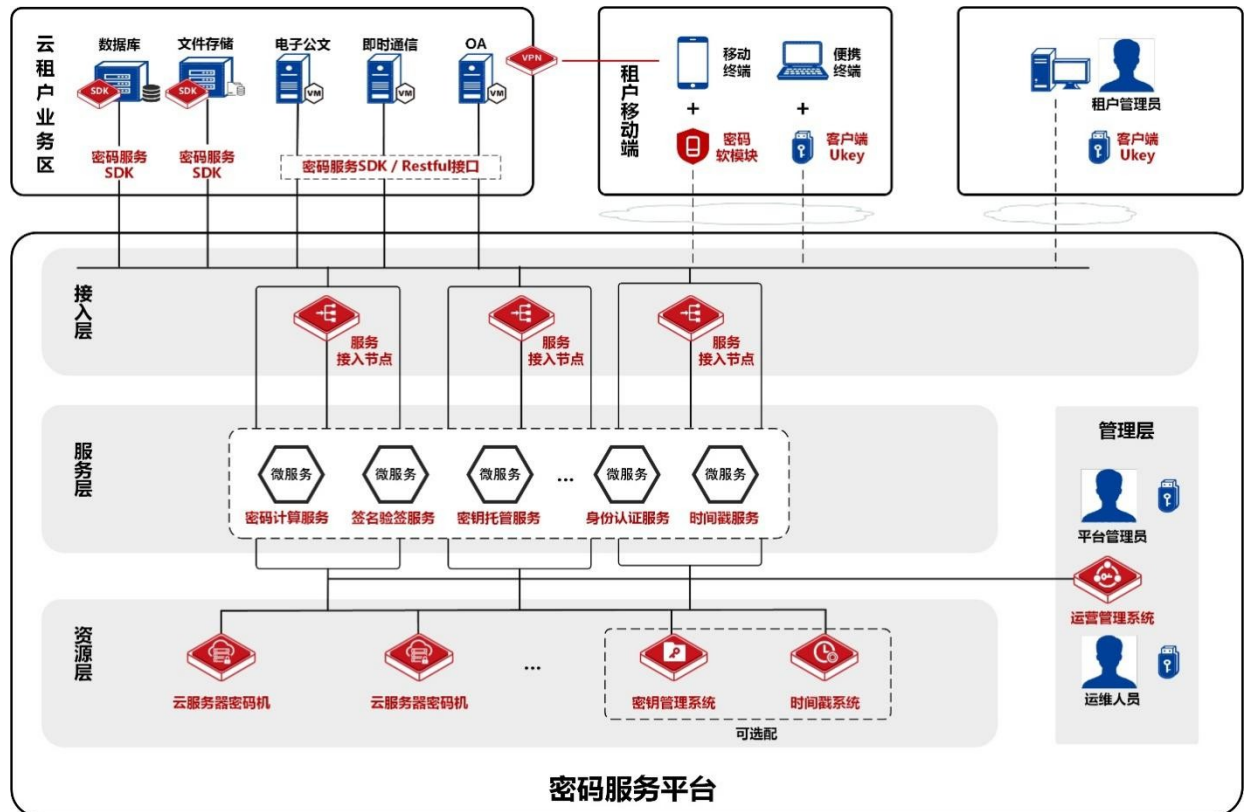 云租户业务区
数据库
文件存储
电子公文
即时通信
OA
SDK
SDK
VM
VM
VM
VPN
密码服务
SDK
密码服务
SDK
密码服务SDK / Restful接口
租户移动端
移动
终端
便携
终端
+
+
密码
软模块
客户端
Ukey
租户管理员
客户端
Ukey
接入层
服务
接入节点
服务
接入节点
服务
接入节点
服务层
微服务
微服务
微服务
...
微服务
微服务
密码计算服务
签名验签服务
密钥托管服务
身份认证服务
时间戳服务
管理层
平台管理员
运营管理系统
运维人员
资源层
云服务器密码机
云服务器密码机
...
密钥管理系统
时间戳系统
可选配
密码服务平台